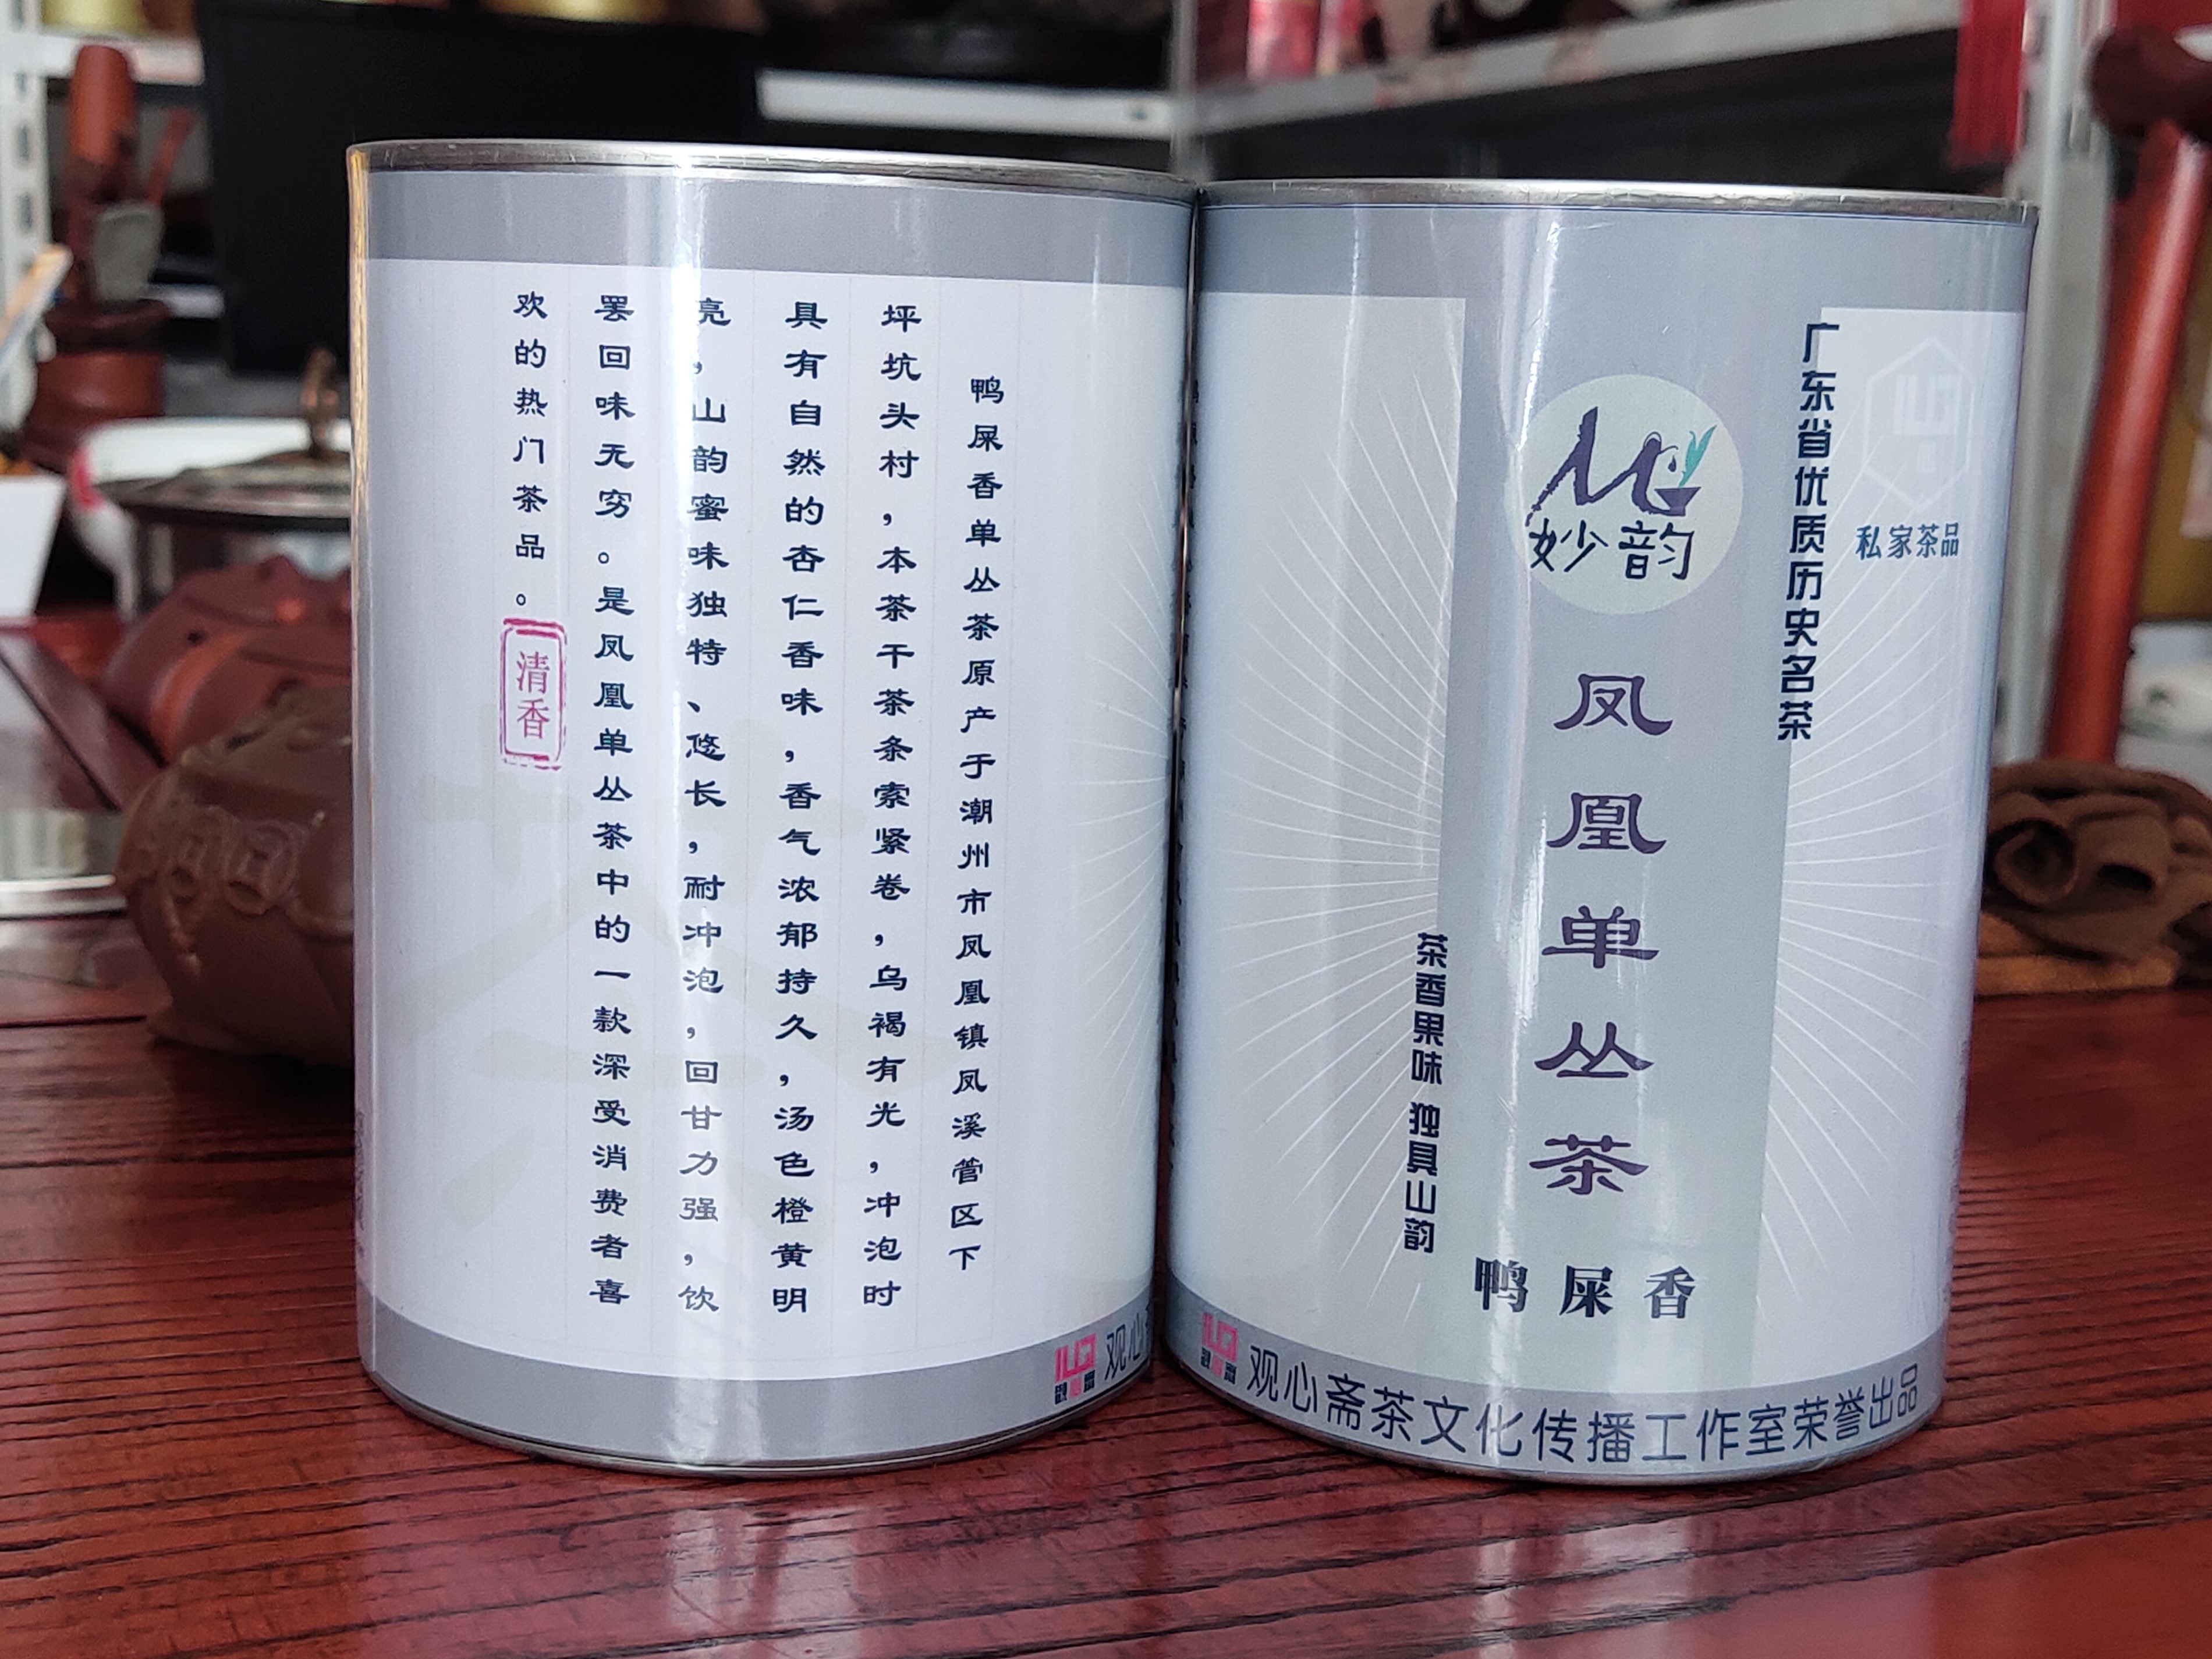 鸭屎香单丛茶原产于潮州市凤凰镇凤溪管区下
坪坑头村，本茶干茶条索紧卷，乌褐有光，冲泡时
具有自然的杏仁香味，香气浓郁持久，汤色橙黄明
亮，山韵蜜味独特、悠长，耐冲泡，回甘力强，饮
罢回味无穷。是凤凰单丛茶中的一款深受消费者喜
欢的热门茶品。
清香
观心
私家茶品
广东省优质历史名茶
妙韵
凤凰单丛茶
鸭屎香
茶香果味 独具山韵
观心斋茶文化传播工作室荣誉出品